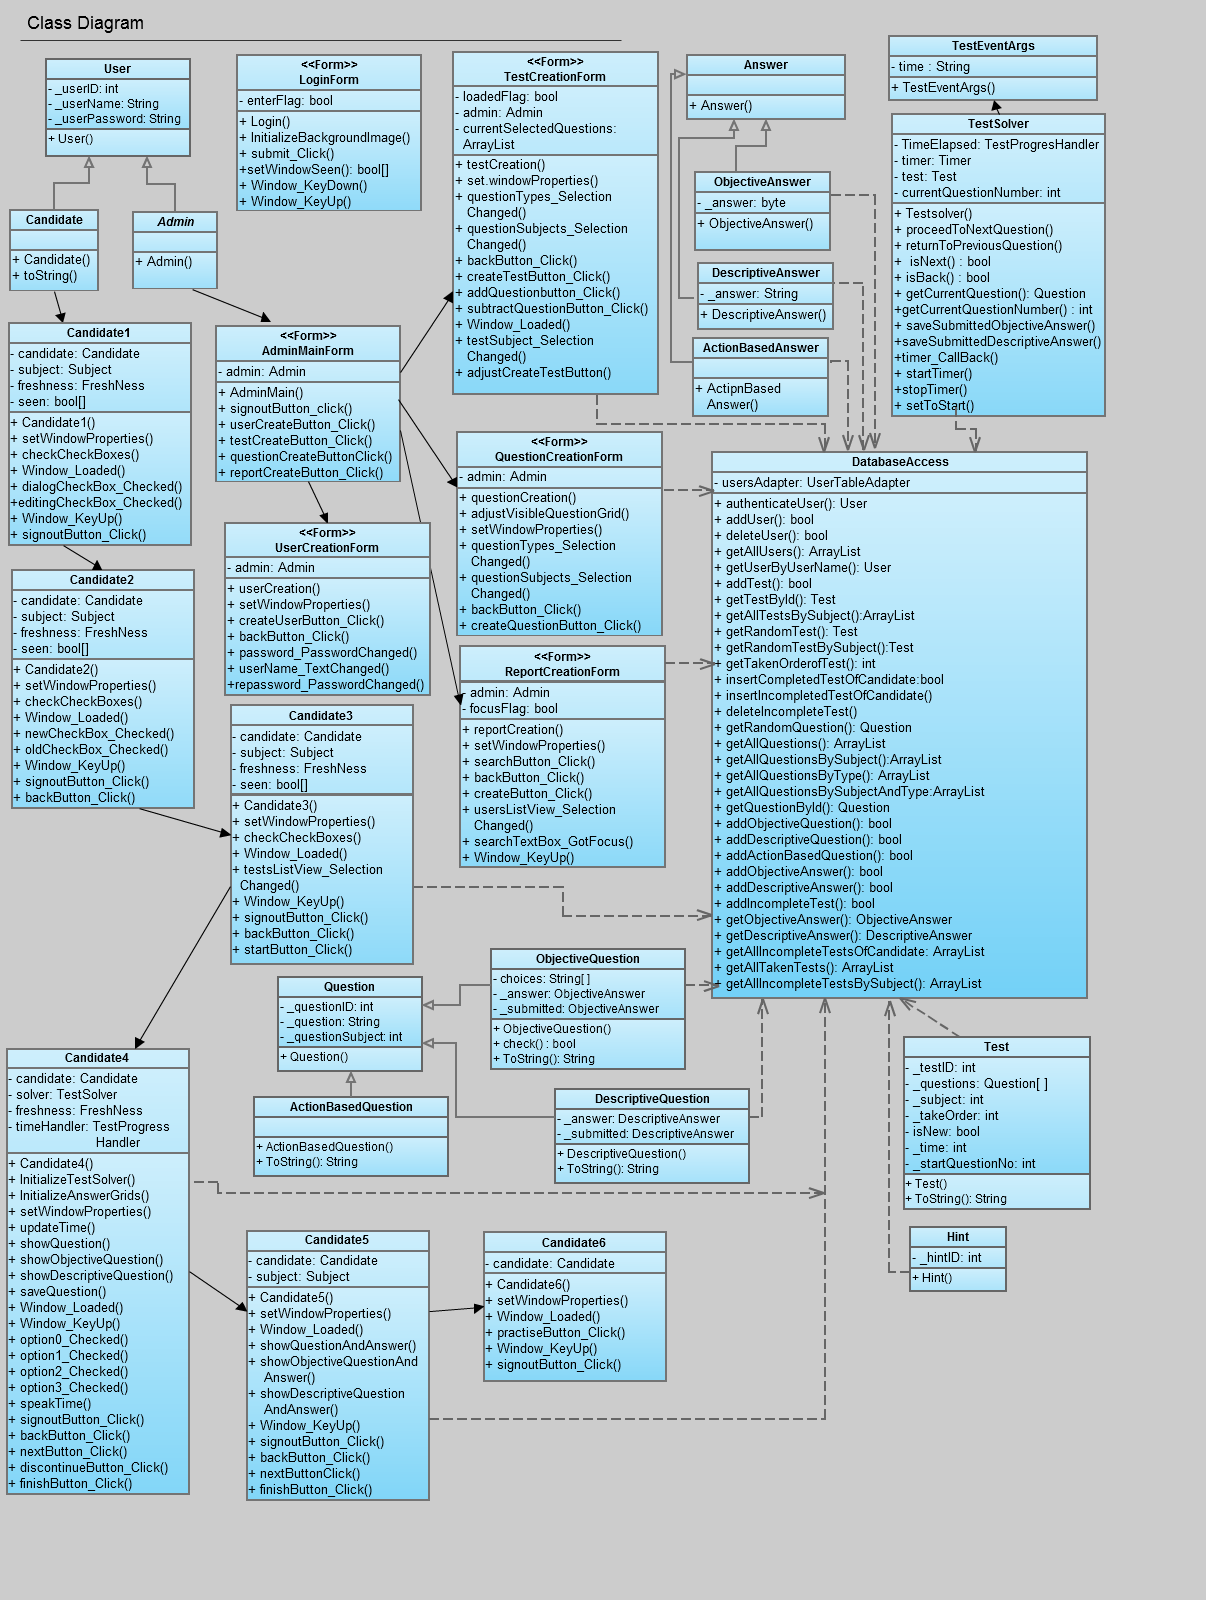 Class Diagram
User
- _userID: int
- _userName: String
- _userPassword: String
+ User()
<<Form>>
LoginForm
- enterFlag: bool
+ Login()
+ InitializeBackgroundImage()
+ submit_Click()
+setWindowSeen(): bool[]
+ Window_KeyDown()
+ Window_KeyUp()
<<Form>>
TestCreationForm
- loadedFlag: bool
- admin: Admin
- currentSelectedQuestions:
ArrayList
+ testCreation()
+ set.windowProperties()
+ questionTypes_Selection
Changed()
+ questionSubjects_Selection
Changed()
+ backButton_Click()
+ createTestButton_Click()
+ addQuestionbutton_Click()
+ subtractQuestionButton_Click()
+ Window_Loaded()
+ testSubject_Selection
Changed()
+ adjustCreateTestButton()
Answer
+ Answer()
TestEventArgs
- time : String
+ TestEventArgs()
TestSolver
- TimeElapsed: TestProgresHandler
- timer: Timer
- test: Test
- currentQuestionNumber: int
+ Testsolver()
+ proceedToNextQuestion()
+ returnToPreviousQuestion()
+ isNext() : bool
+ isBack() : bool
+ getCurrentQuestion(): Question
+getCurrentQuestionNumber() : int
+ saveSubmittedObjectiveAnswer()
+saveSubmittedDescriptiveAnswer()
+timer_CallBack()
+ startTimer()
+stopTimer()
+ setToStart()
Candidate
+ Candidate()
+ toString()
Admin
+ Admin()
ObjectiveAnswer
- _answer: byte
+ ObjectiveAnswer()
DescriptiveAnswer
- _answer: String
+ DescriptiveAnswer()
ActionBasedAnswer
+ ActipnBased
Answer()
Candidate1
- candidate: Candidate
- subject: Subject
- freshness: FreshNess
- seen: bool[]
+ Candidate1()
+ setWindowProperties()
+ checkCheckBoxes()
+ Window_Loaded()
+ dialogCheckBox_Checked()
+editingCheckBox_Checked()
+ Window_KeyUp()
+ signoutButton_Click()
<<Form>>
AdminMainForm
- admin: Admin
+ AdminMain()
+ signoutButton_click()
+ userCreateButton_Click()
+ testCreateButton_Click()
+ questionCreateButtonClick()
+ reportCreateButton_Click()
<<Form>>
QuestionCreationForm
- admin: Admin
+ questionCreation()
+ adjustVisibleQuestionGrid()
+ setWindowProperties()
+ questionTypes_Selection
Changed()
+ questionSubjects_Selection
Changed()
+ backButton_Click()
+ createQuestionButton_Click()
DatabaseAccess
- usersAdapter: UserTableAdapter
+ authenticateUser(): User
+ addUser(): bool
+ deleteUser(): bool
+ getAllUsers(): ArrayList
+ getUserByUserName(): User
+ addTest(): bool
+ getTestById(): Test
+ getAllTestsBySubject():ArrayList
+ getRandomTest(): Test
+ getRandomTestBySubject():Test
+ getTakenOrderofTest(): int
+ insertCompletedTestOfCandidate:bool
+ insertIncompletedTestOfCandidate()
+ deleteIncompleteTest()
+ getRandomQuestion(): Question
+ getAllQuestions(): ArrayList
+ getAllQuestionsBySubject():ArrayList
+ getAllQuestionsByType(): ArrayList
+ getAllQuestionsBySubjectAndType:ArrayList
+ getQuestionById(): Question
+ addObjectiveQuestion(): bool
+ addDescriptiveQuestion(): bool
+ addActionBasedQuestion(): bool
+ addObjectiveAnswer(): bool
+ addDescriptiveAnswer(): bool
+ addIncompleteTest(): bool
+ getObjectiveAnswer(): ObjectiveAnswer
+ getDescriptiveAnswer(): DescriptiveAnswer
+ getAllIncompleteTestsOfCandidate: ArrayList
+ getAllTakenTests(): ArrayList
+ getAllIncompleteTestsBySubject(): ArrayList
<<Form>>
UserCreationForm
- admin: Admin
+ userCreation()
+ setWindowProperties()
+ createUserButton_Click()
+ backButton_Click()
+ password_PasswordChanged()
+ userName_TextChanged()
+repassword_PasswordChanged()
Candidate2
- candidate: Candidate
- subject: Subject
- freshness: FreshNess
- seen: bool[]
+ Candidate2()
+ setWindowProperties()
+ checkCheckBoxes()
+ Window_Loaded()
+ newCheckBox_Checked()
+ oldCheckBox_Checked()
+ Window_KeyUp()
+ signoutButton_Click()
+ backButton_Click()
<<Form>>
ReportCreationForm
- admin: Admin
- focusFlag: bool
+ reportCreation()
+ setWindowProperties()
+ searchButton_Click()
+ backButton_Click()
+ createButton_Click()
+ usersListView_Selection
Changed()
+ searchTextBox_GotFocus()
+ Window_KeyUp()
Candidate3
- candidate: Candidate
- subject: Subject
- freshness: FreshNess
- seen: bool[]
+ Candidate3()
+ setWindowProperties()
+ checkCheckBoxes()
+ Window_Loaded()
+ testsListView_Selection
Changed()
+ Window_KeyUp()
+ signoutButton_Click()
+ backButton_Click()
+ startButton_Click()
Question
- _questionID: int
- _question: String
- _questionSubject: int
+ Question()
ObjectiveQuestion
- choices: String[ ]
- _answer: ObjectiveAnswer
- _submitted: ObjectiveAnswer
+ ObjectiveQuestion()
+ check() : bool
+ ToString(): String
ActionBasedQuestion
+ ActionBasedQuestion()
+ ToString(): String
DescriptiveQuestion
- _answer: DescriptiveAnswer
- _submitted: DescriptiveAnswer
+ DescriptiveQuestion()
+ ToString(): String
Test
- _testID: int
- _questions: Question[ ]
- _subject: int
- _takeOrder: int
- isNew: bool
- _time: int
- _startQuestionNo: int
+ Test()
+ ToString(): String
Hint
- _hintID: int
+ Hint()
Candidate4
- candidate: Candidate
- solver: TestSolver
- freshness: FreshNess
- timeHandler: TestProgress
Handler
+ Candidate4()
+ InitializeTestSolver()
+ InitializeAnswerGrids()
+ setWindowProperties()
+ updateTime()
+ showQuestion()
+ showObjectiveQuestion()
+ showDescriptiveQuestion()
+ saveQuestion()
+ Window_Loaded()
+ Window_KeyUp()
+ option0_Checked()
+ option1_Checked()
+ option2_Checked()
+ option3_Checked()
+ speakTime()
+ signoutButton_Click()
+ backButton_Click()
+ nextButton_Click()
+ discontinueButton_Click()
+ finishButton_Click()
Candidate5
- candidate: Candidate
- subject: Subject
+ Candidate5()
+ setWindowProperties()
+ Window_Loaded()
+ showQuestionAndAnswer()
+ showObjectiveQuestionAnd
Answer()
+ showDescriptiveQuestion
AndAnswer()
+ Window_KeyUp()
+ signoutButton_Click()
+ backButton_Click()
+ nextButtonClick()
+ finishButton_Click()
Candidate6
- candidate: Candidate
+ Candidate6()
+ setWindowProperties()
+ Window_Loaded()
+ practiseButton_Click()
+ Window_KeyUp()
+ signoutButton_Click()